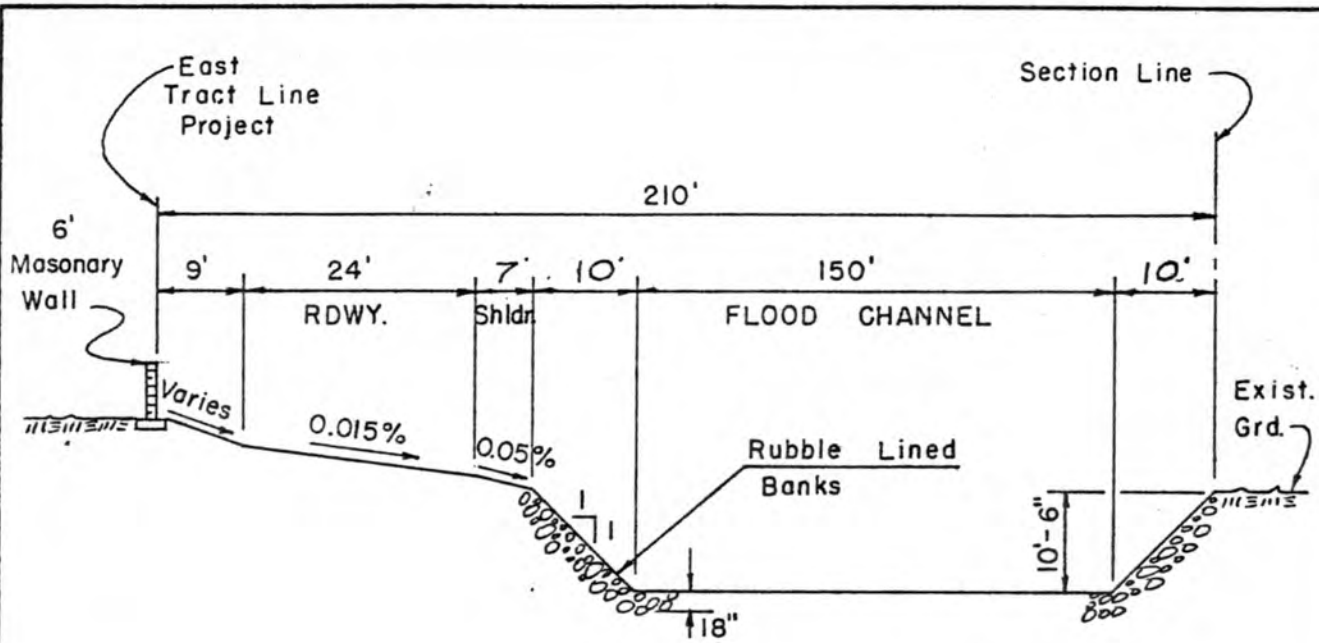 East
Tract Line
Project
Section Line
210'
6'
Masonary
Wall
9'
24'
7'
10'
150'
10'
RDWY.
Shldr.
FLOOD CHANNEL
Varies
0.015%
0.05%
Exist.
Grd.
Rubble Lined
Banks
1
1
10'-6"
18"